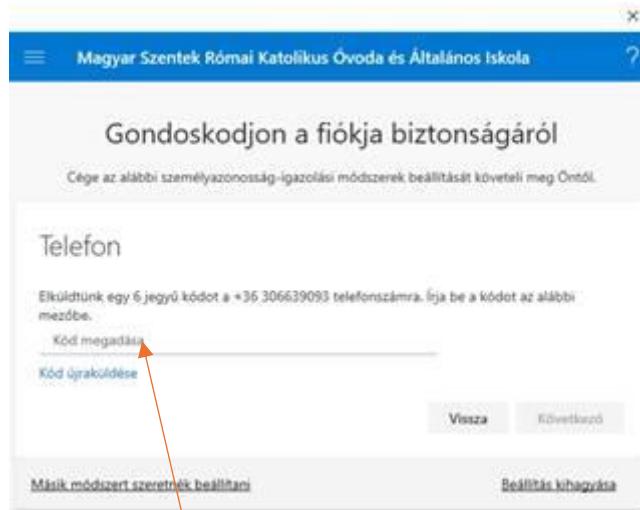 Magyar Szentek Római Katolikus Óvoda és Általános Iskola ?
Gondoskodjon a fiókja biztonságáról
Cége az alábbi személyazonosság-igazolási módszerek beállítását követeli meg Öntől.
Telefon
Elküldtünk egy 6 jegyű kódot a +36 306639093 telefonszámra. Írja be a kódot az alábbi
mezőbe.
Kód megadása
Kód újraküldése
Vissza Következő
Másik módszert szeretnék beállítani Beállítás kihagyása